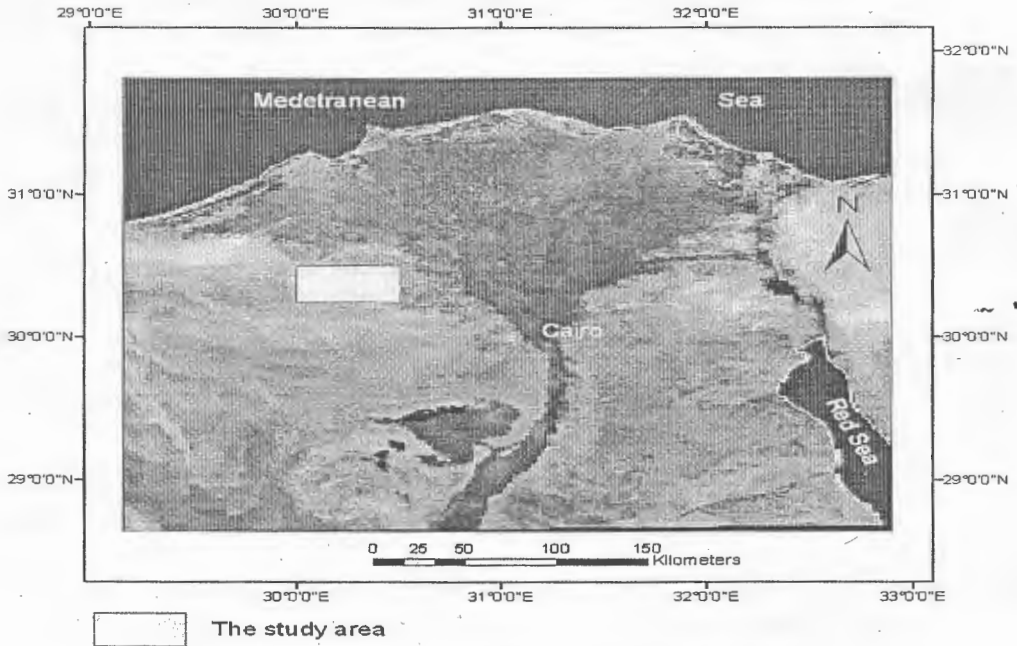 29°0'0"E 30°0'0"E 31°0'0"E 32°0'0"E
32°0'0"N
Medetranean Sea
31°0'0"N 31°0'0"N
N
30°0'0"N Cairo 30°0'0"N
Red Sea
29°0'0"N 29°0'0"N
0 25 50 100 150
Kilometers
30°0'0"E 31°0'0"E 32°0'0"E 33°0'0"E
The study area